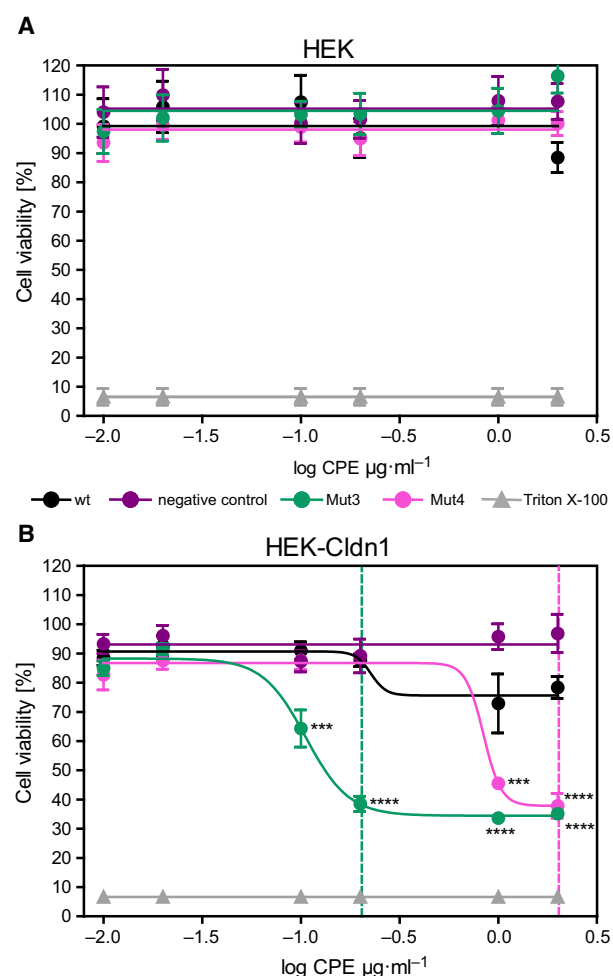 A
HEK
120
110
100
90
80
70
60
50
40
30
20
10
0
Cell viability [%]
–2.0 –1.5 –1.0 –0.5 0.0 0.5
log CPE µg·ml⁻¹
wt negative control Mut3 Mut4 Triton X-100
B
HEK-Cldn1
120
110
100
90
80
70
60
50
40
30
20
10
0
Cell viability [%]
***
****
***
****
****
****
–2.0 –1.5 –1.0 –0.5 0.0 0.5
log CPE µg·ml⁻¹